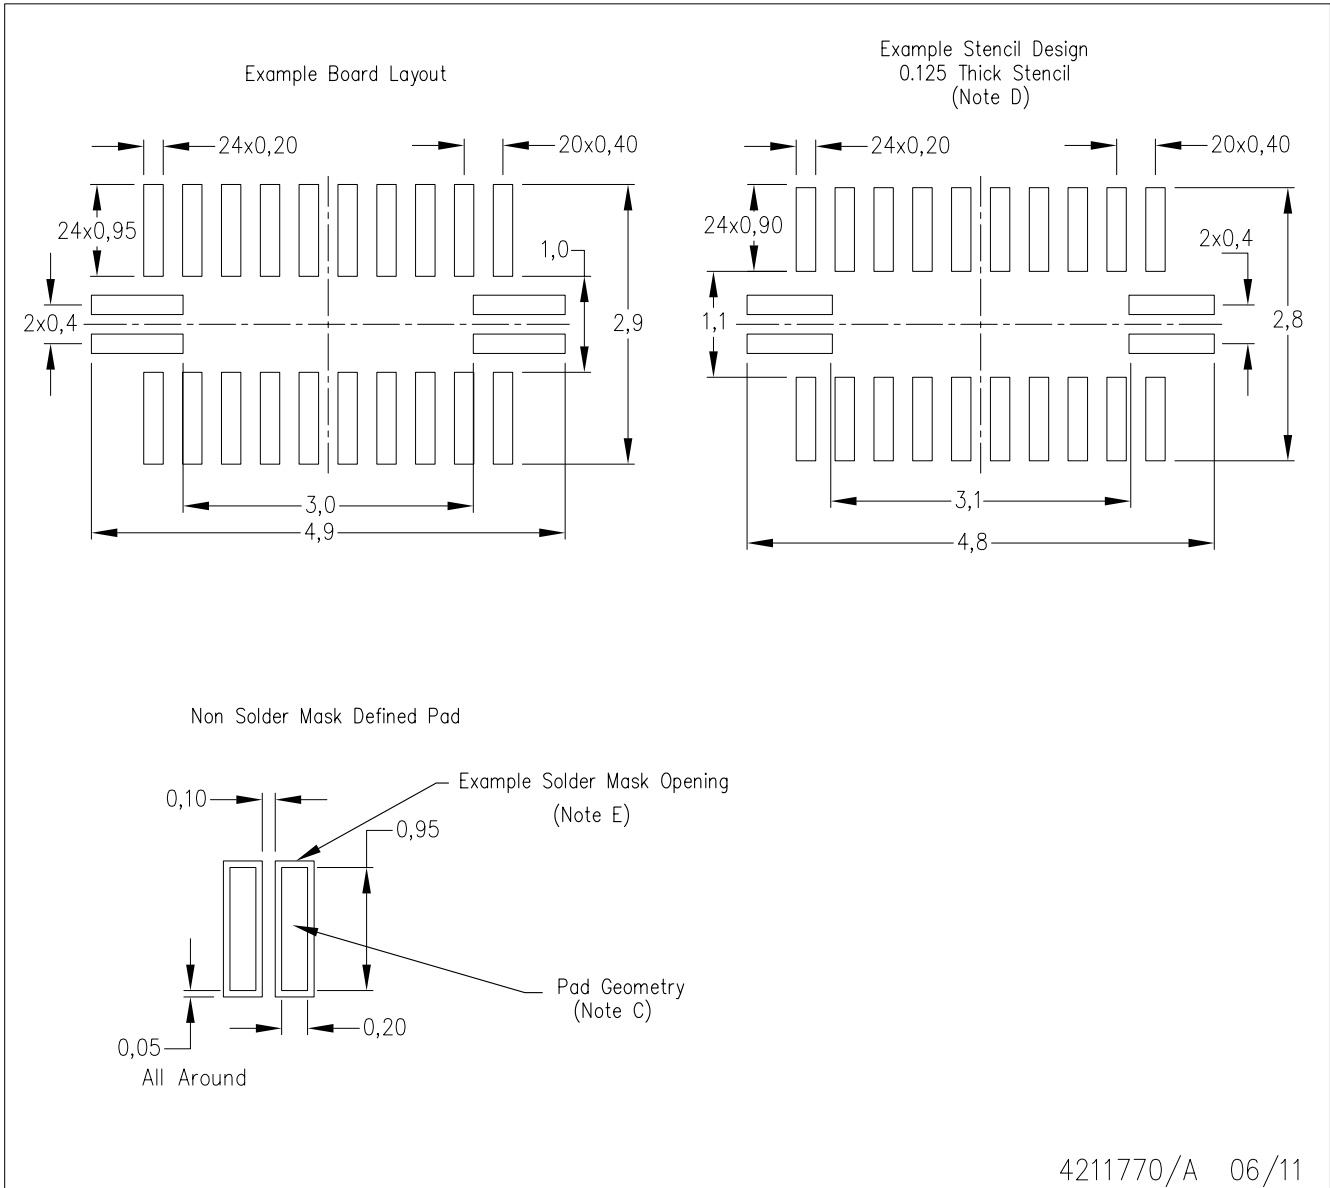 Example Board Layout
Example Stencil Design
0.125 Thick Stencil
(Note D)
24x0,20
20x0,40
24x0,95
1,0
2x0,4
2,9
3,0
4,9
24x0,20
20x0,40
24x0,90
2x0,4
1,1
2,8
3,1
4,8
Non Solder Mask Defined Pad
Example Solder Mask Opening
(Note E)
0,10
0,95
Pad Geometry
(Note C)
0,20
0,05
All Around
4211770/A 06/11